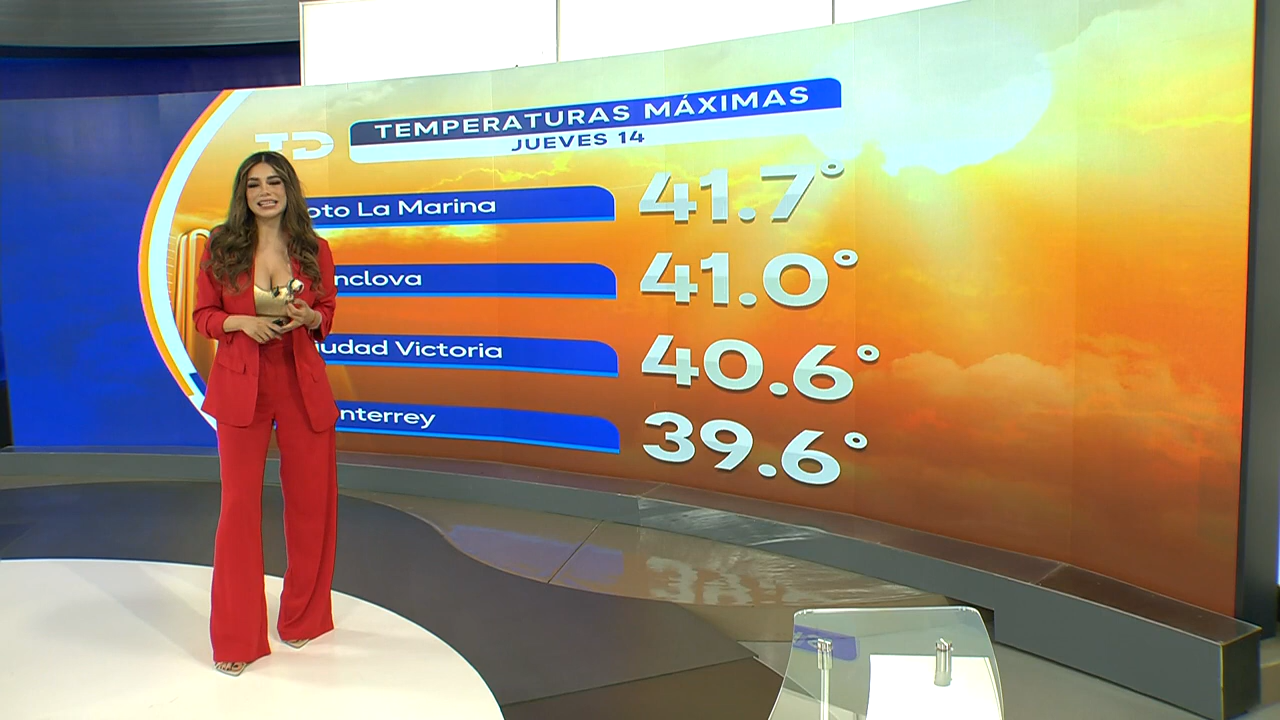 TD
TEMPERATURAS MÁXIMAS
JUEVES 14
oto La Marina 41.7°
nclova 41.0°
iudad Victoria 40.6°
nterrey 39.6°